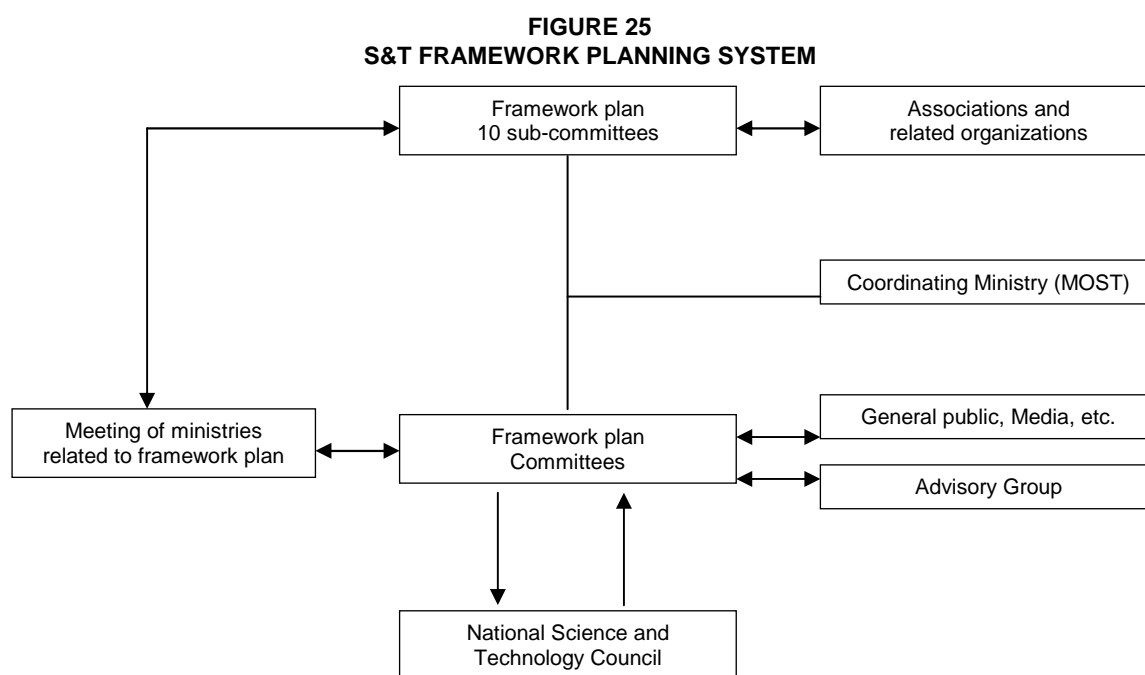 FIGURE 25
S&T FRAMEWORK PLANNING SYSTEM
Framework plan
10 sub-committees
Associations and
related organizations
Coordinating Ministry (MOST)
Meeting of ministries
related to framework plan
Framework plan
Committees
General public, Media, etc.
Advisory Group
National Science and
Technology Council